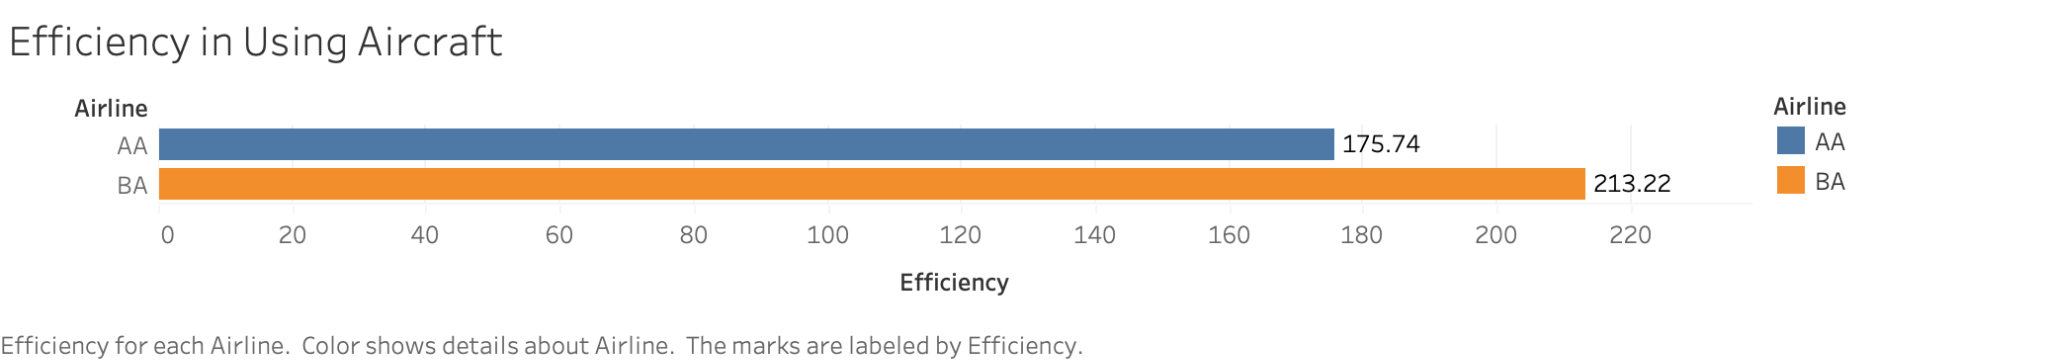 Efficiency in Using Aircraft
Airline
AA 175.74
BA 213.22
0 20 40 60 80 100 120 140 160 180 200 220
Efficiency
Airline
AA
BA
Efficiency for each Airline.  Color shows details about Airline.  The marks are labeled by Efficiency.